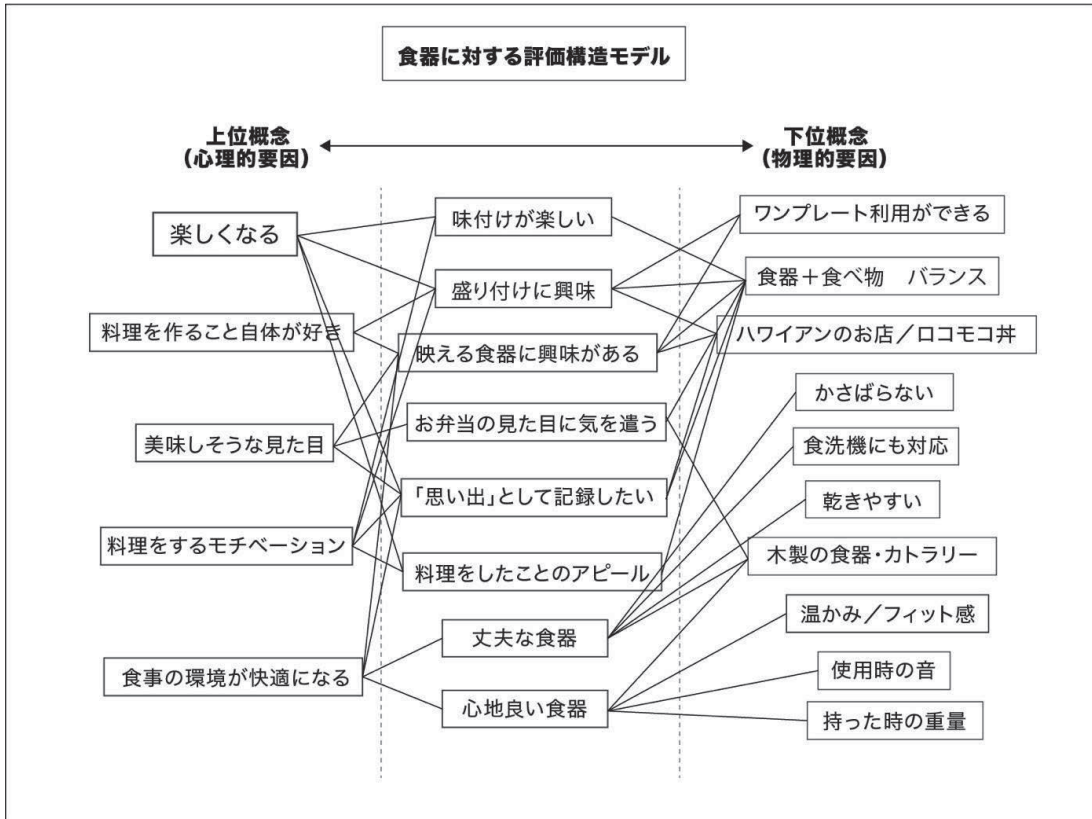 食器に対する評価構造モデル
上位概念
(心理的要因)
下位概念
(物理的要因)
楽しくなる
料理を作ること自体が好き
美味しそうな見た目
料理をするモチベーション
食事の環境が快適になる
味付けが楽しい
盛り付けに興味
映える食器に興味がある
お弁当の見た目に気を遣う
「思い出」として記録したい
料理をしたことのアピール
丈夫な食器
心地良い食器
ワンプレート利用ができる
食器＋食べ物　バランス
ハワイアンのお店／ロコモコ丼
かさばらない
食洗機にも対応
乾きやすい
木製の食器・カトラリー
温かみ／フィット感
使用時の音
持った時の重量